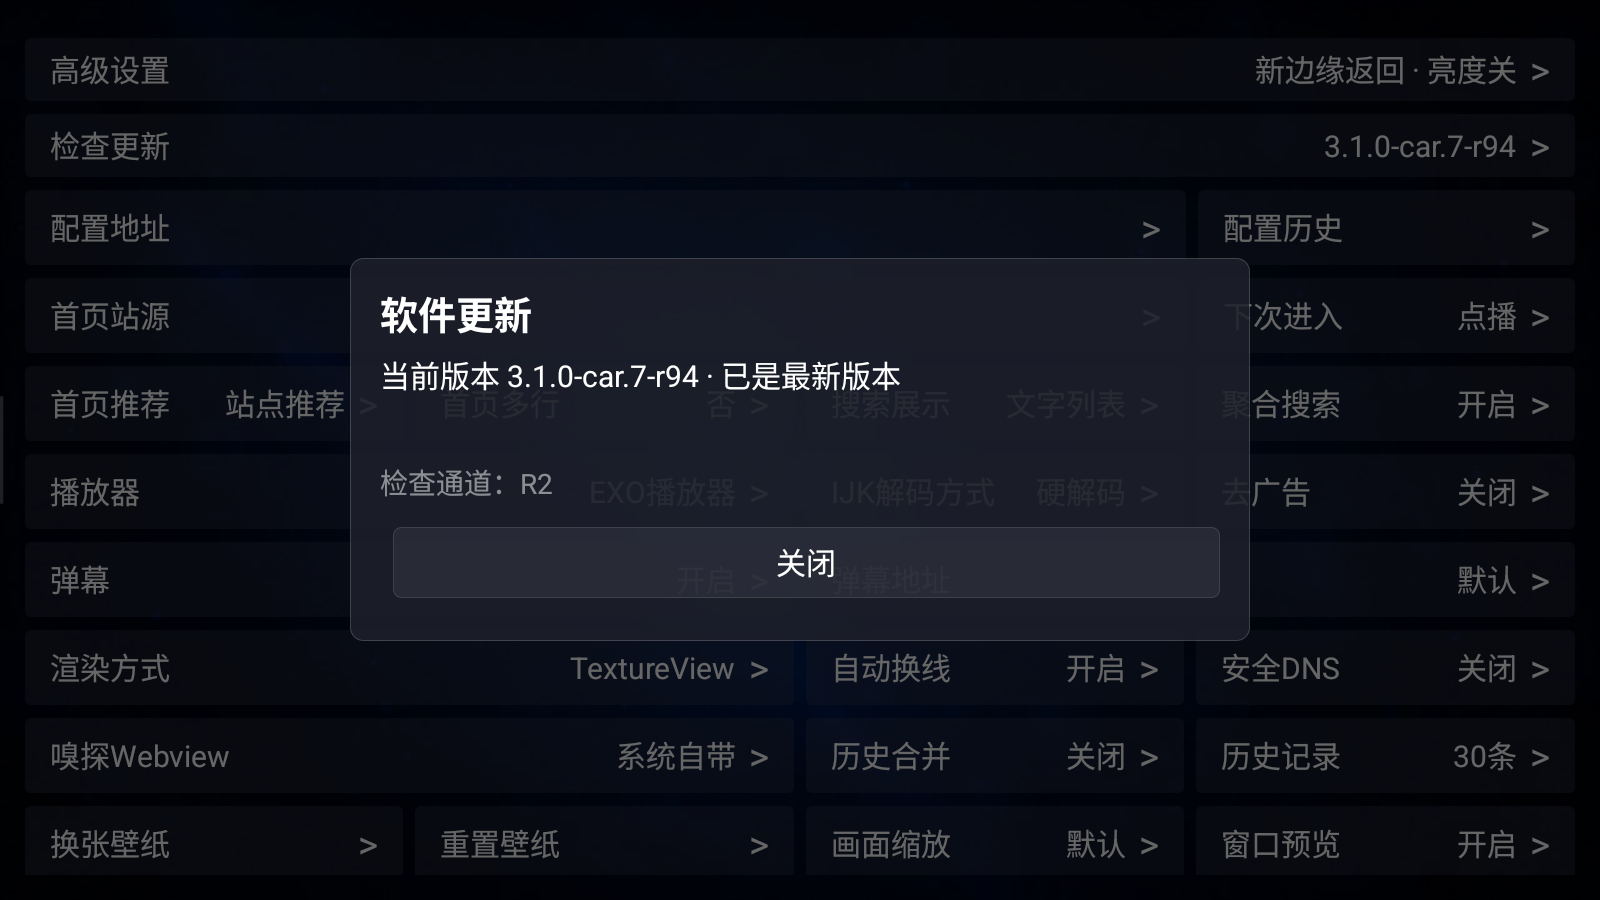 高级设置 新边缘返回 · 亮度关 >
检查更新 3.1.0-car.7-r94 >
配置地址 > 配置历史 >
首页站源 > 下次进入 点播 >
软件更新
当前版本 3.1.0-car.7-r94 · 已是最新版本
首页推荐 站点推荐 > 首页多行 否 > 搜索展示 文字列表 > 聚合搜索 开启 >
检查通道：R2
播放器 EXO播放器 > IJK解码方式 硬解码 > 去广告 关闭 >
关闭
弹幕 开启 > 弹幕地址 默认 >
渲染方式 TextureView > 自动换线 开启 > 安全DNS 关闭 >
嗅探Webview 系统自带 > 历史合并 关闭 > 历史记录 30条 >
换张壁纸 > 重置壁纸 > 画面缩放 默认 > 窗口预览 开启 >